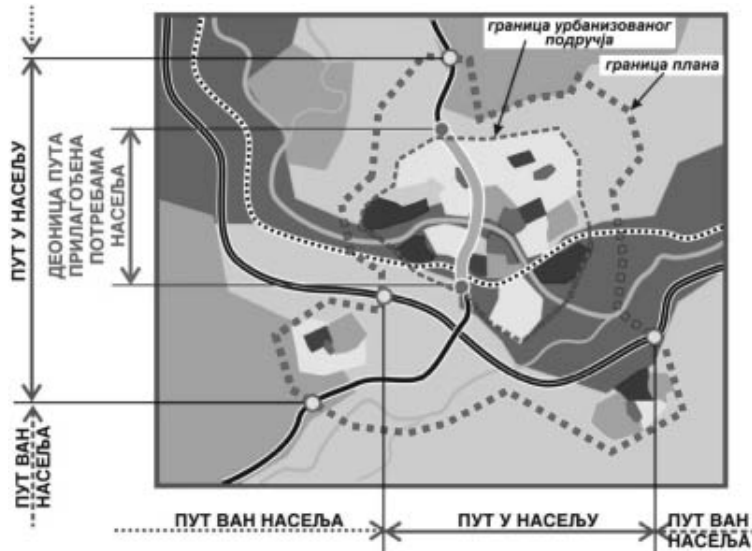 граница урбанизованог
подручја
граница плана
ПУТ У НАСЕЉУ
ДЕОНИЦА ПУТА
ПРИЛАГОЂЕНА
ПОТРЕБАМА
НАСЕЉА
ПУТ ВАН
НАСЕЉА
ПУТ ВАН НАСЕЉА
ПУТ У НАСЕЉУ
ПУТ ВАН
НАСЕЉА